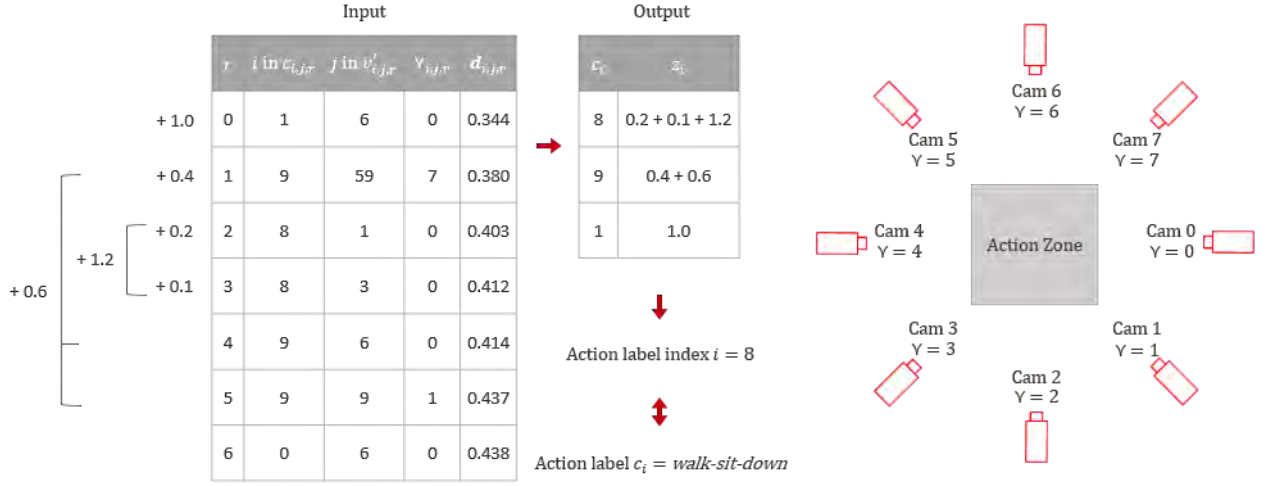 Input
r i in c_{i,j,r} j in v'_{i,j,r} γ_{i,j,r} d_{i,j,r}
+ 1.0 0 1 6 0 0.344
+ 0.4 1 9 59 7 0.380
+ 0.2 2 8 1 0 0.403
+ 1.2
+ 0.6
+ 0.1 3 8 3 0 0.412
4 9 6 0 0.414
5 9 9 1 0.437
6 0 6 0 0.438
Output
c_i z_i
8 0.2 + 0.1 + 1.2
9 0.4 + 0.6
1 1.0
Action label index i = 8
Action label c_i = walk-sit-down
Cam 6
γ = 6
Cam 5
γ = 5
Cam 7
γ = 7
Cam 4
γ = 4
Action Zone
Cam 0
γ = 0
Cam 3
γ = 3
Cam 1
γ = 1
Cam 2
γ = 2